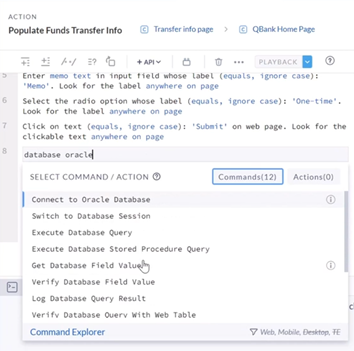 ACTION
Populate Funds Transfer Info
Transfer info page
QBank Home Page
+ API
PLAYBACK
5 Enter memo text in input field whose label (equals, ignore case): 'Memo'. Look for the label anywhere on page
6 Select the radio option whose label (equals, ignore case): 'One-time'. Look for the label anywhere on page
7 Click on text (equals, ignore case): 'Submit' on web page. Look for the clickable text anywhere on page
8 database oracle
SELECT COMMAND / ACTION
Commands(12)
Actions(0)
Connect to Oracle Database
Switch to Database Session
Execute Database Query
Execute Database Stored Procedure Query
Get Database Field Value
Verify Database Field Value
Log Database Query Result
Verify Database Query With Web Table
Command Explorer
Web, Mobile, Desktop, TE